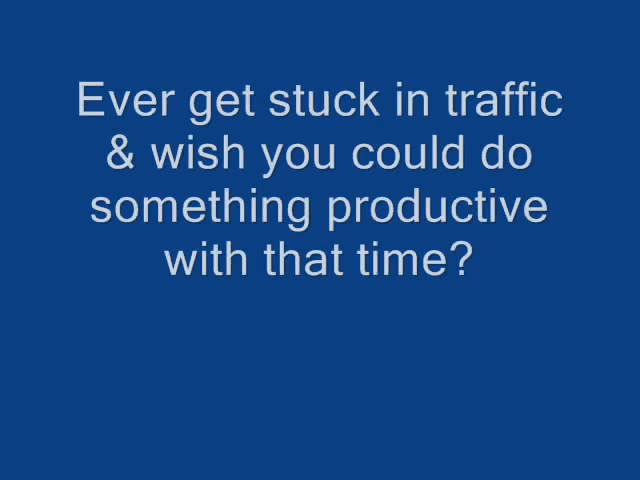 Ever get stuck in traffic
& wish you could do
something productive
with that time?